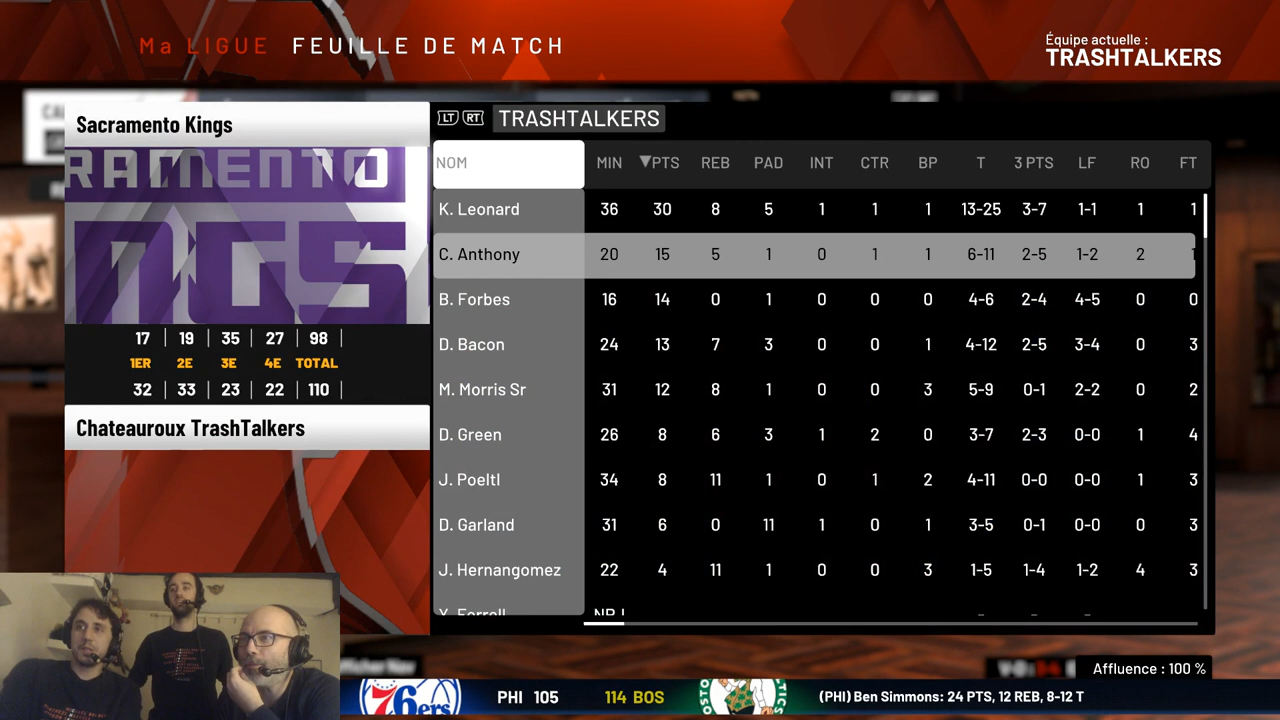 Ma LIGUE FEUILLE DE MATCH
Équipe actuelle :
TRASHTALKERS
Sacramento Kings
RAMENTO
NGS
17 | 19 | 35 | 27 | 98 |
1ER 2E 3E 4E TOTAL
32 | 33 | 23 | 22 | 110 |
Chateauroux TrashTalkers
LT RT TRASHTALKERS
NOM MIN ▼PTS REB PAD INT CTR BP T 3 PTS LF RO FT
K. Leonard 36 30 8 5 1 1 1 13-25 3-7 1-1 1 1
C. Anthony 20 15 5 1 0 1 1 6-11 2-5 1-2 2 1
B. Forbes 16 14 0 1 0 0 0 4-6 2-4 4-5 0 0
D. Bacon 24 13 7 3 0 0 1 4-12 2-5 3-4 0 3
M. Morris Sr 31 12 8 1 0 0 3 5-9 0-1 2-2 0 2
D. Green 26 8 6 3 1 2 0 3-7 2-3 0-0 1 4
J. Poeltl 34 8 11 1 0 1 2 4-11 0-0 0-0 1 3
D. Garland 31 6 0 11 1 0 1 3-5 0-1 0-0 0 3
J. Hernangomez 22 4 11 1 0 0 3 1-5 1-4 1-2 4 3
Affluence : 100 %
76ers PHI 105 114 BOS (PHI) Ben Simmons: 24 PTS, 12 REB, 8-12 T